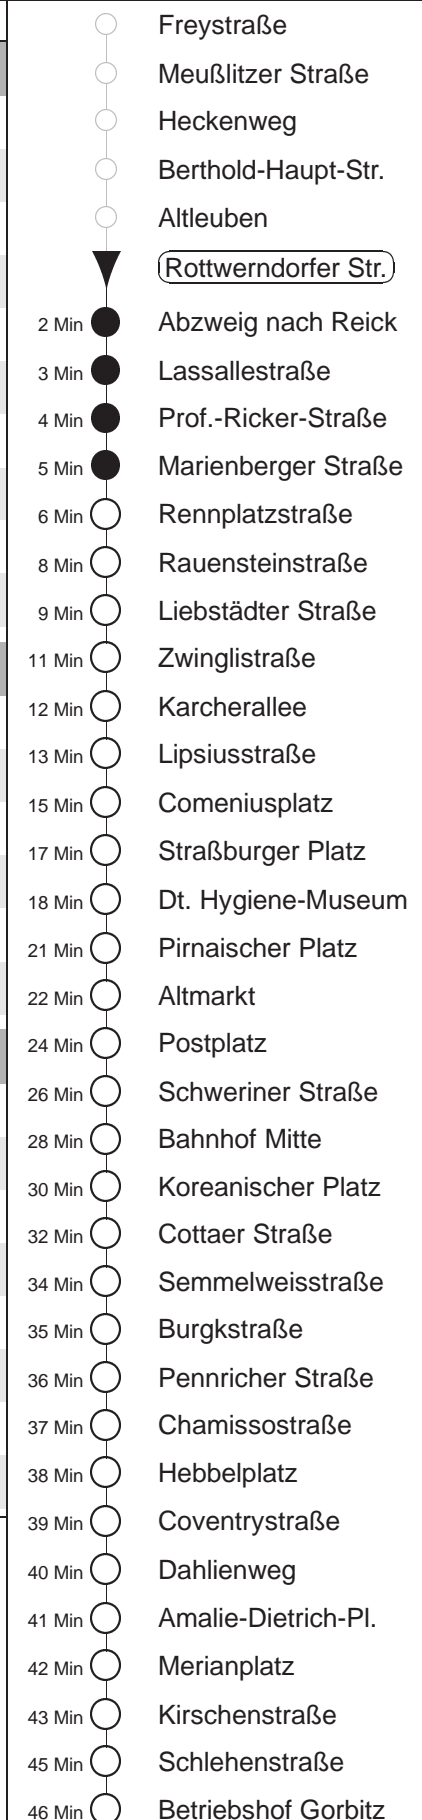 Freystraße
Meußlitzer Straße
Heckenweg
Berthold-Haupt-Str.
Altleuben
Rottwerndorfer Str.
2 Min Abzweig nach Reick
3 Min Lassallestraße
4 Min Prof.-Ricker-Straße
5 Min Marienberger Straße
6 Min Rennplatzstraße
8 Min Rauensteinstraße
9 Min Liebstädter Straße
11 Min Zwinglistraße
12 Min Karcherallee
13 Min Lipsiusstraße
15 Min Comeniusplatz
17 Min Straßburger Platz
18 Min Dt. Hygiene-Museum
21 Min Pirnaischer Platz
22 Min Altmarkt
24 Min Postplatz
26 Min Schweriner Straße
28 Min Bahnhof Mitte
30 Min Koreanischer Platz
32 Min Cottaer Straße
34 Min Semmelweisstraße
35 Min Burgkstraße
36 Min Pennricher Straße
37 Min Chamissostraße
38 Min Hebbelplatz
39 Min Coventrystraße
40 Min Dahlienweg
41 Min Amalie-Dietrich-Pl.
42 Min Merianplatz
43 Min Kirschenstraße
45 Min Schlehenstraße
46 Min Betriebshof Gorbitz